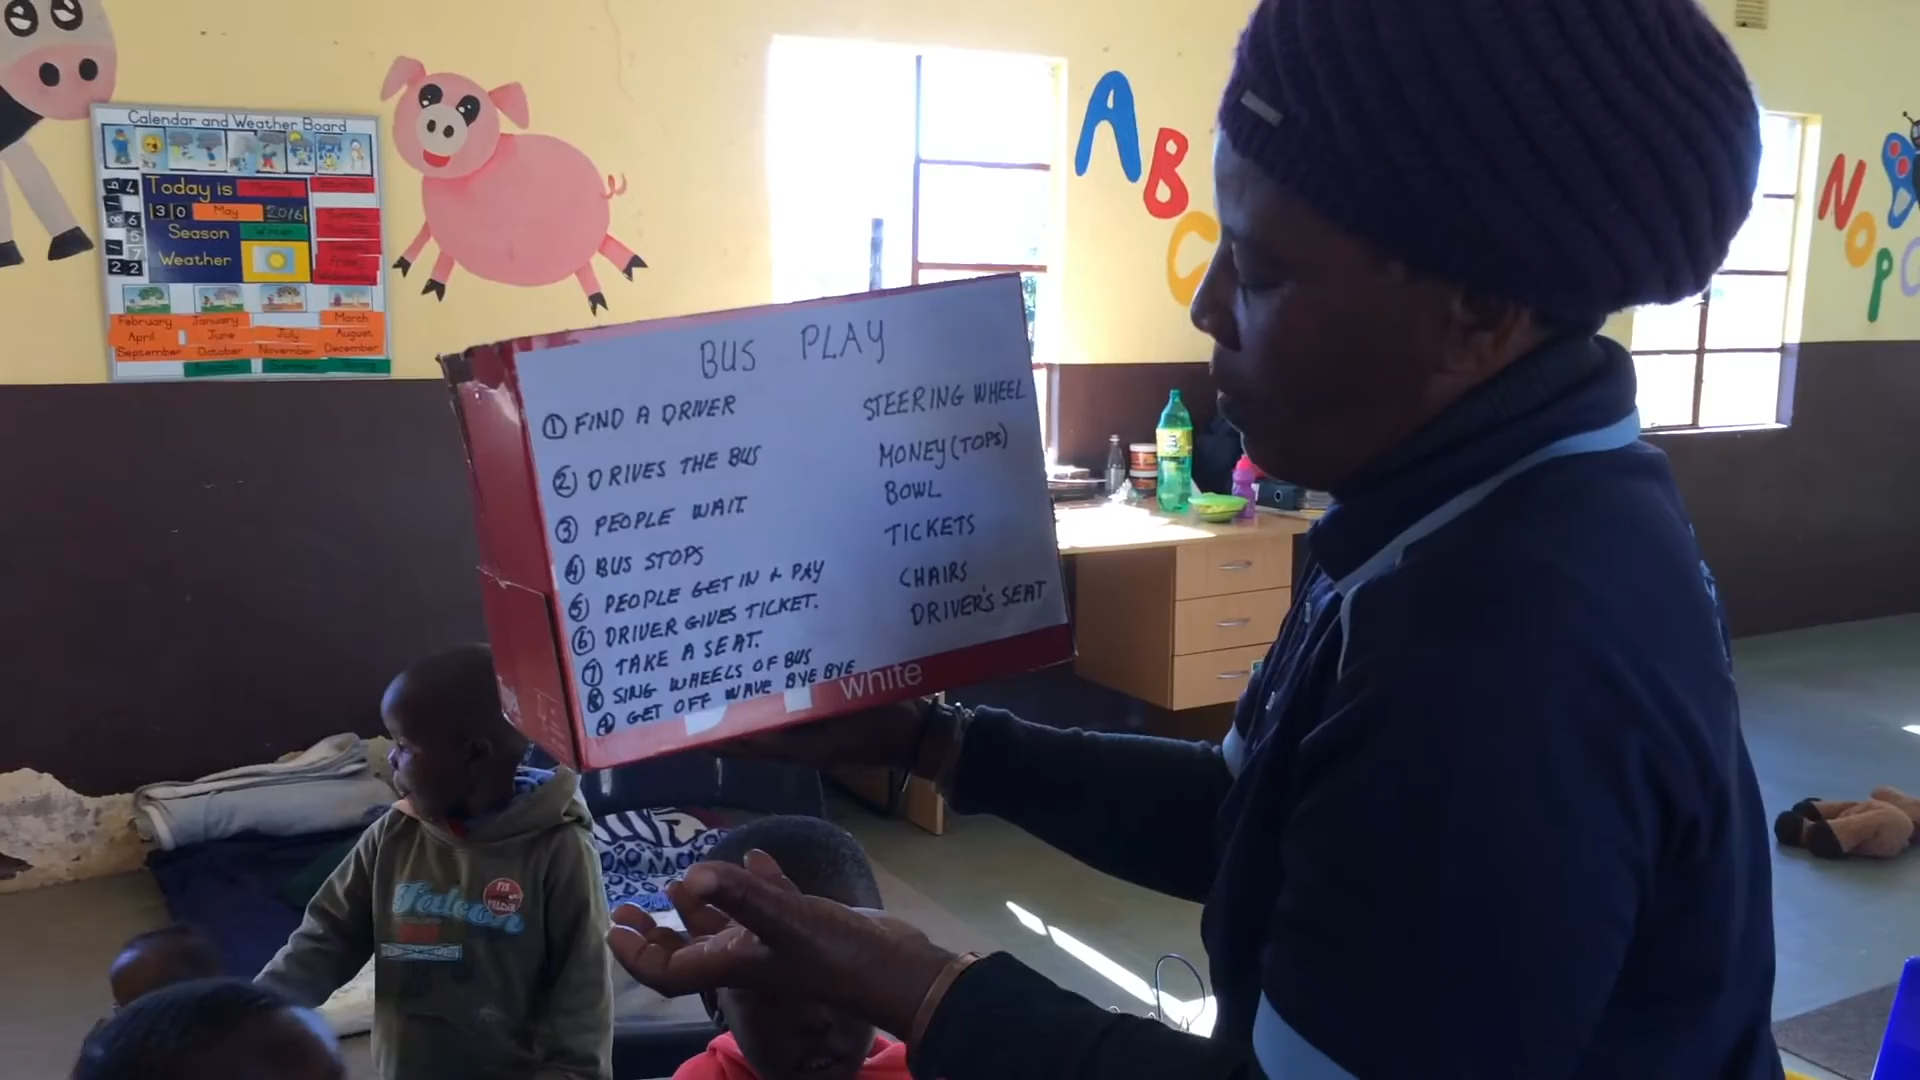 Calendar and Weather Board
Today is
30 May 2016
Season Winter
Weather
Friday
February January March
April June July August
September October November December
A
B
C
N
O
P
BUS PLAY
① FIND A DRIVER
② DRIVES THE BUS
③ PEOPLE WAIT
④ BUS STOPS
⑤ PEOPLE GET IN & PAY
⑥ DRIVER GIVES TICKET.
⑦ TAKE A SEAT.
⑧ SING WHEELS OF BUS
⑨ GET OFF WAVE BYE BYE
STEERING WHEEL
MONEY (TOPS)
BOWL
TICKETS
CHAIRS
DRIVER'S SEAT
white
Falcon